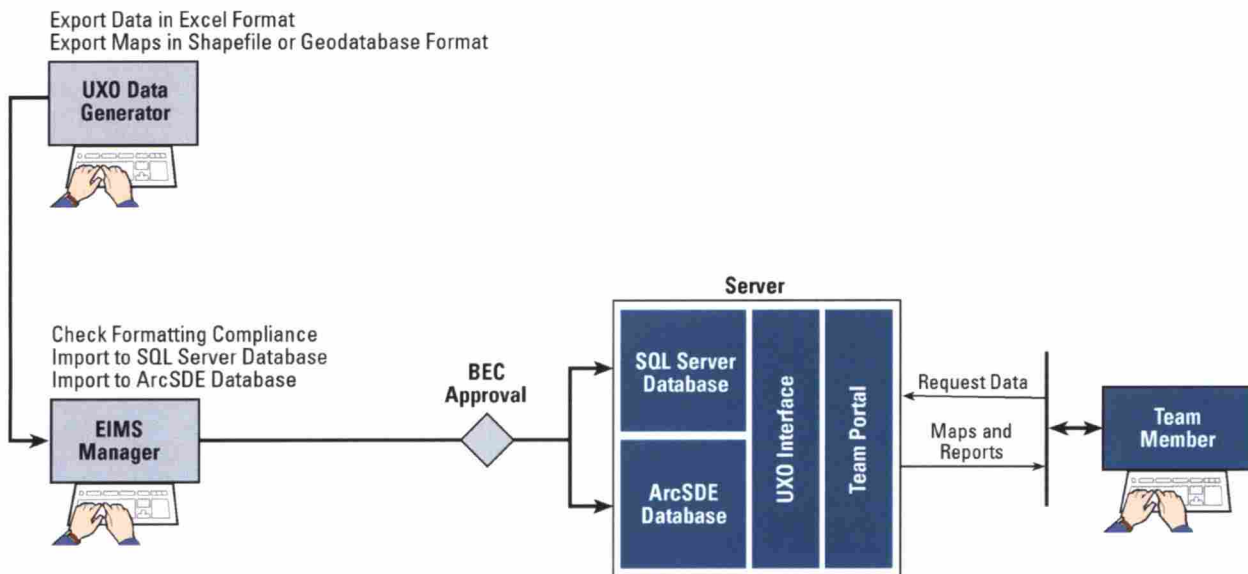 Export Data in Excel Format
Export Maps in Shapefile or Geodatabase Format
UXO Data
Generator
Check Formatting Compliance
Import to SQL Server Database
Import to ArcSDE Database
EIMS
Manager
BEC
Approval
Server
SQL Server
Database
ArcSDE
Database
UXO Interface
Team Portal
Request Data
Maps and
Reports
Team
Member